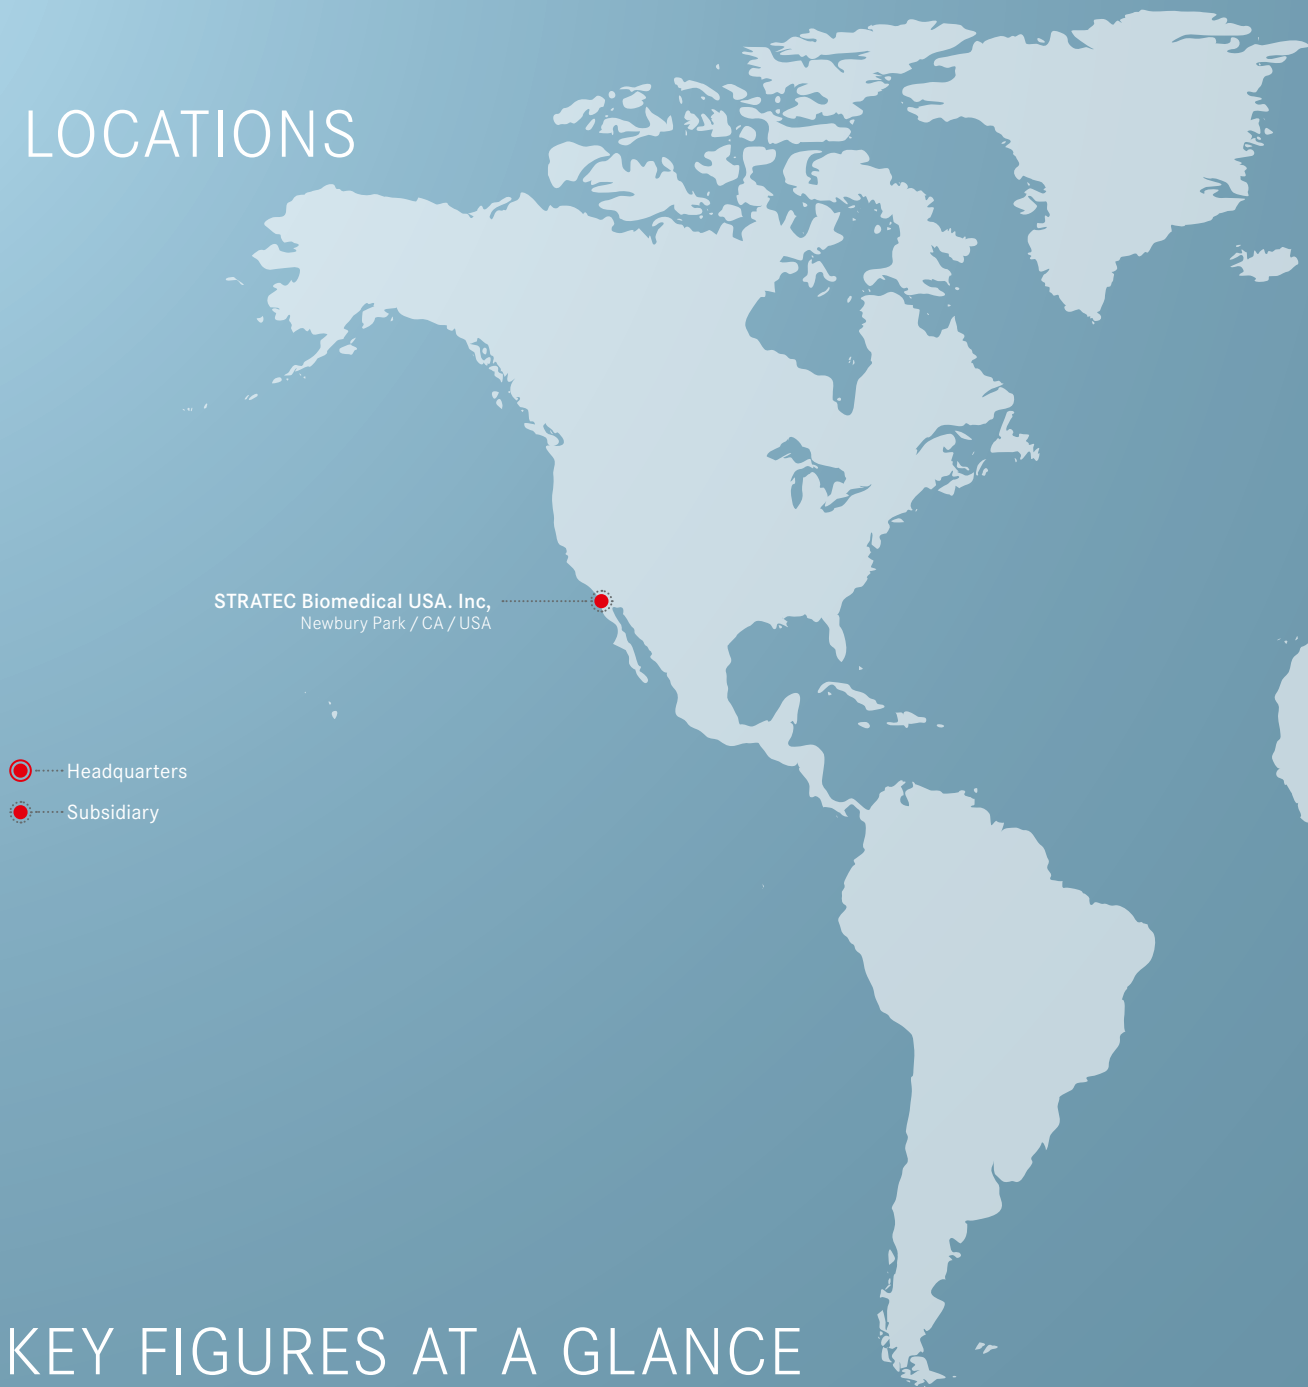 LOCATIONS
STRATEC Biomedical USA. Inc,
Newbury Park / CA / USA
Headquarters
Subsidiary
KEY FIGURES AT A GLANCE